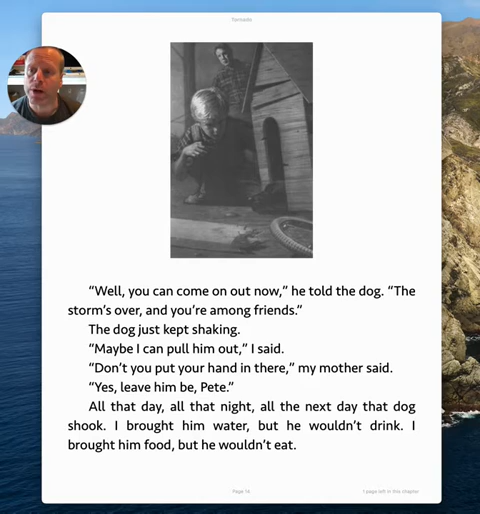 Tornado
“Well, you can come on out now,” he told the dog. “The
storm’s over, and you’re among friends.”
The dog just kept shaking.
“Maybe I can pull him out,” I said.
“Don’t you put your hand in there,” my mother said.
“Yes, leave him be, Pete.”
All that day, all that night, all the next day that dog
shook. I brought him water, but he wouldn’t drink. I
brought him food, but he wouldn’t eat.
Page 14
1 page left in this chapter